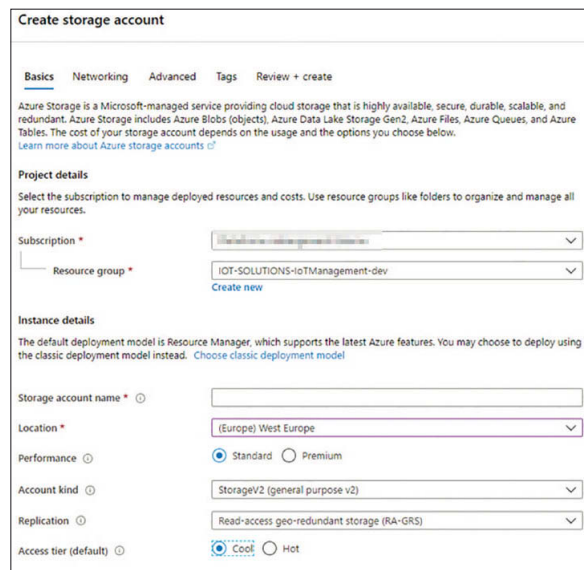 Create storage account
Basics Networking Advanced Tags Review + create
Azure Storage is a Microsoft-managed service providing cloud storage that is highly available, secure, durable, scalable, and
redundant. Azure Storage includes Azure Blobs (objects), Azure Data Lake Storage Gen2, Azure Files, Azure Queues, and Azure
Tables. The cost of your storage account depends on the usage and the options you choose below.
Learn more about Azure storage accounts
Project details
Select the subscription to manage deployed resources and costs. Use resource groups like folders to organize and manage all
your resources.
Subscription *
Resource group * IOT-SOLUTIONS-IoTManagement-dev
Create new
Instance details
The default deployment model is Resource Manager, which supports the latest Azure features. You may choose to deploy using
the classic deployment model instead. Choose classic deployment model
Storage account name *
Location * (Europe) West Europe
Performance Standard Premium
Account kind StorageV2 (general purpose v2)
Replication Read-access geo-redundant storage (RA-GRS)
Access tier (default) Cool Hot